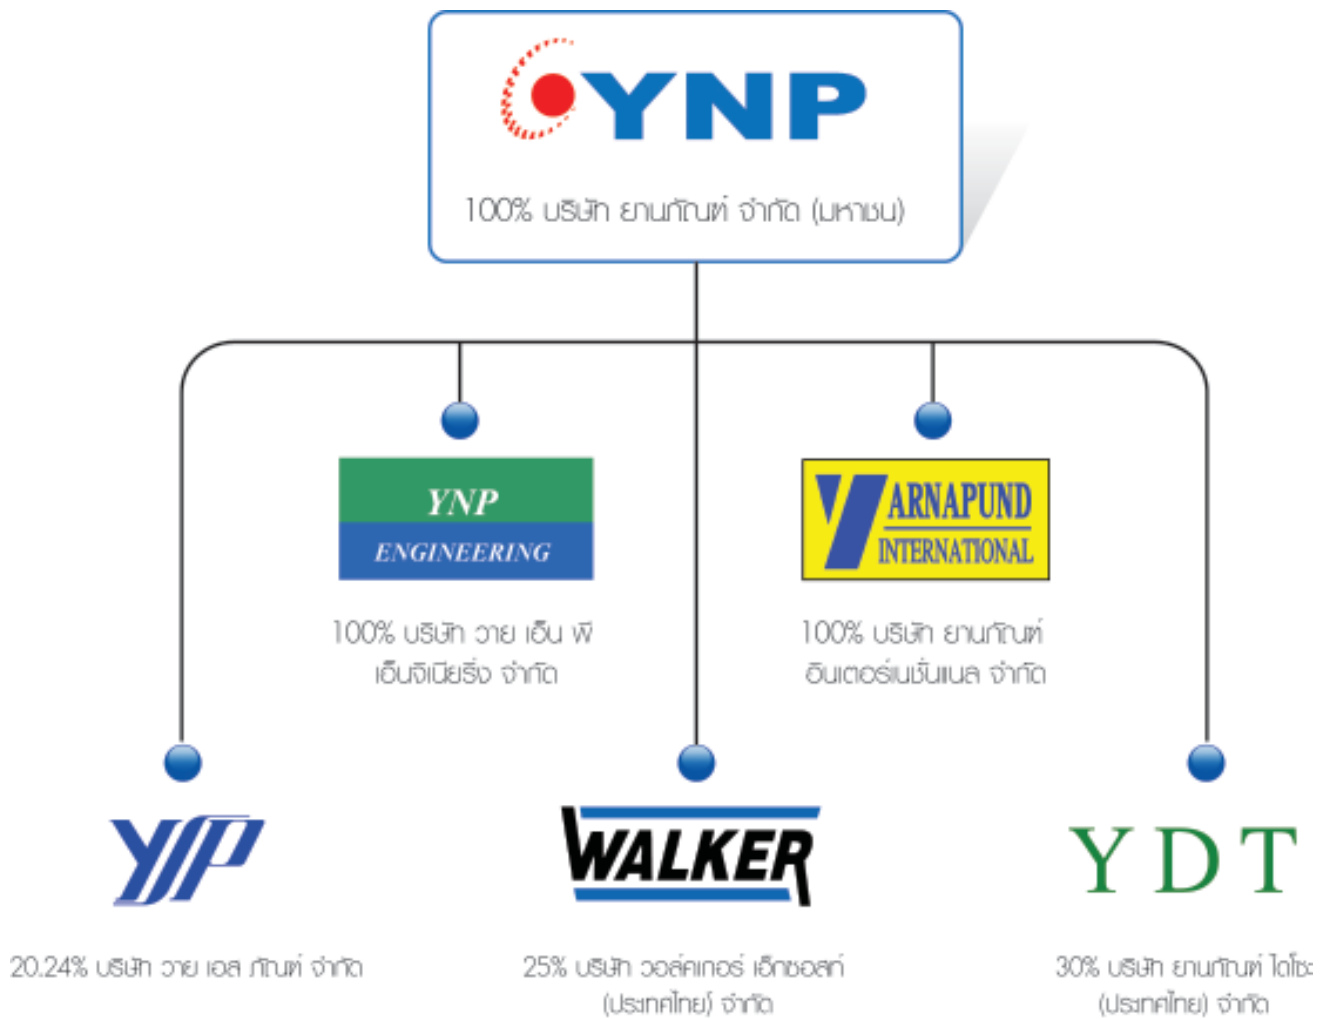 YNP
100% บริษัท ยานภัณฑ์ จำกัด (มหาชน)
YNP
ENGINEERING
100% บริษัท วาย เอ็น พี
เอ็นจิเนียริ่ง จำกัด
YARNAPUND
INTERNATIONAL
100% บริษัท ยานภัณฑ์
อินเตอร์เนชั่นแนล จำกัด
YSP
20.24% บริษัท วาย เอส ภัณฑ์ จำกัด
WALKER
25% บริษัท วอล์คเกอร์ เอ็กซอสท์
(ประเทศไทย) จำกัด
YDT
30% บริษัท ยานภัณฑ์ ไดโซะ
(ประเทศไทย) จำกัด